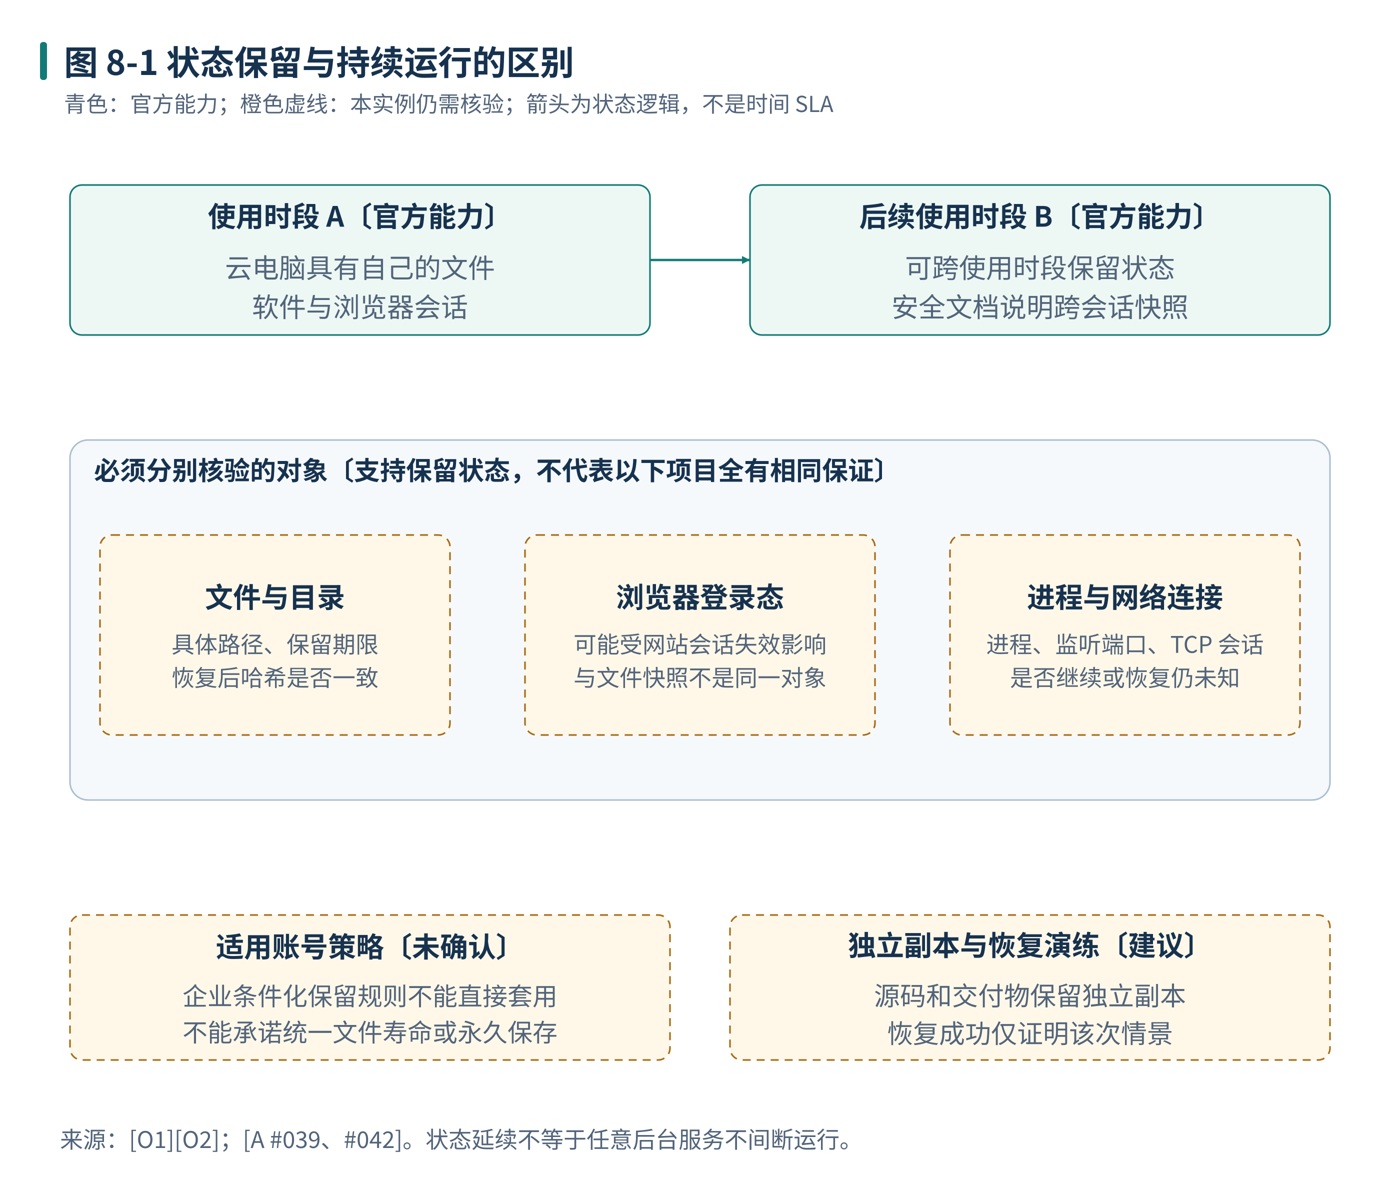 图 8-1 状态保留与持续运行的区别
青色：官方能力；橙色虚线：本实例仍需核验；箭头为状态逻辑，不是时间 SLA
使用时段 A〔官方能力〕
云电脑具有自己的文件
软件与浏览器会话
后续使用时段 B〔官方能力〕
可跨使用时段保留状态
安全文档说明跨会话快照
必须分别核验的对象〔支持保留状态，不代表以下项目全有相同保证〕
文件与目录
具体路径、保留期限
恢复后哈希是否一致
浏览器登录态
可能受网站会话失效影响
与文件快照不是同一对象
进程与网络连接
进程、监听端口、TCP 会话
是否继续或恢复仍未知
适用账号策略〔未确认〕
企业条件化保留规则不能直接套用
不能承诺统一文件寿命或永久保存
独立副本与恢复演练〔建议〕
源码和交付物保留独立副本
恢复成功仅证明该次情景
来源：[O1][O2]；[A #039、#042]。状态延续不等于任意后台服务不间断运行。